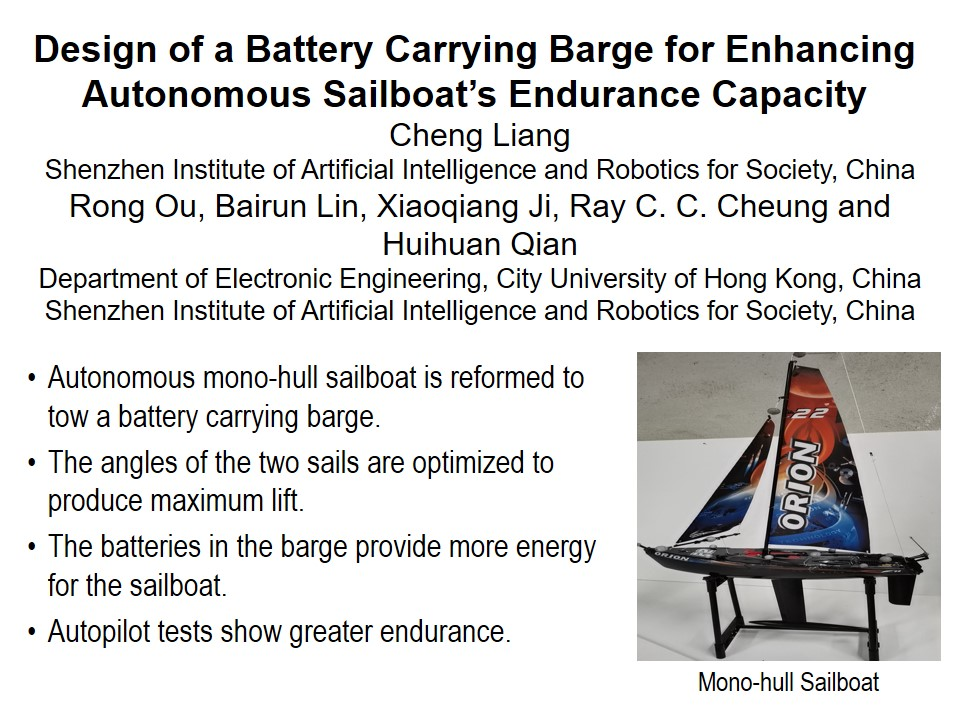 Design of a Battery Carrying Barge for Enhancing
Autonomous Sailboat's Endurance Capacity
Cheng Liang
Shenzhen Institute of Artificial Intelligence and Robotics for Society, China
Rong Ou, Bairun Lin, Xiaoqiang Ji, Ray C. C. Cheung and
Huihuan Qian
Department of Electronic Engineering, City University of Hong Kong, China
Shenzhen Institute of Artificial Intelligence and Robotics for Society, China
• Autonomous mono-hull sailboat is reformed to
tow a battery carrying barge.
• The angles of the two sails are optimized to
produce maximum lift.
• The batteries in the barge provide more energy
for the sailboat.
• Autopilot tests show greater endurance.
22
ORION
ORION
Mono-hull Sailboat